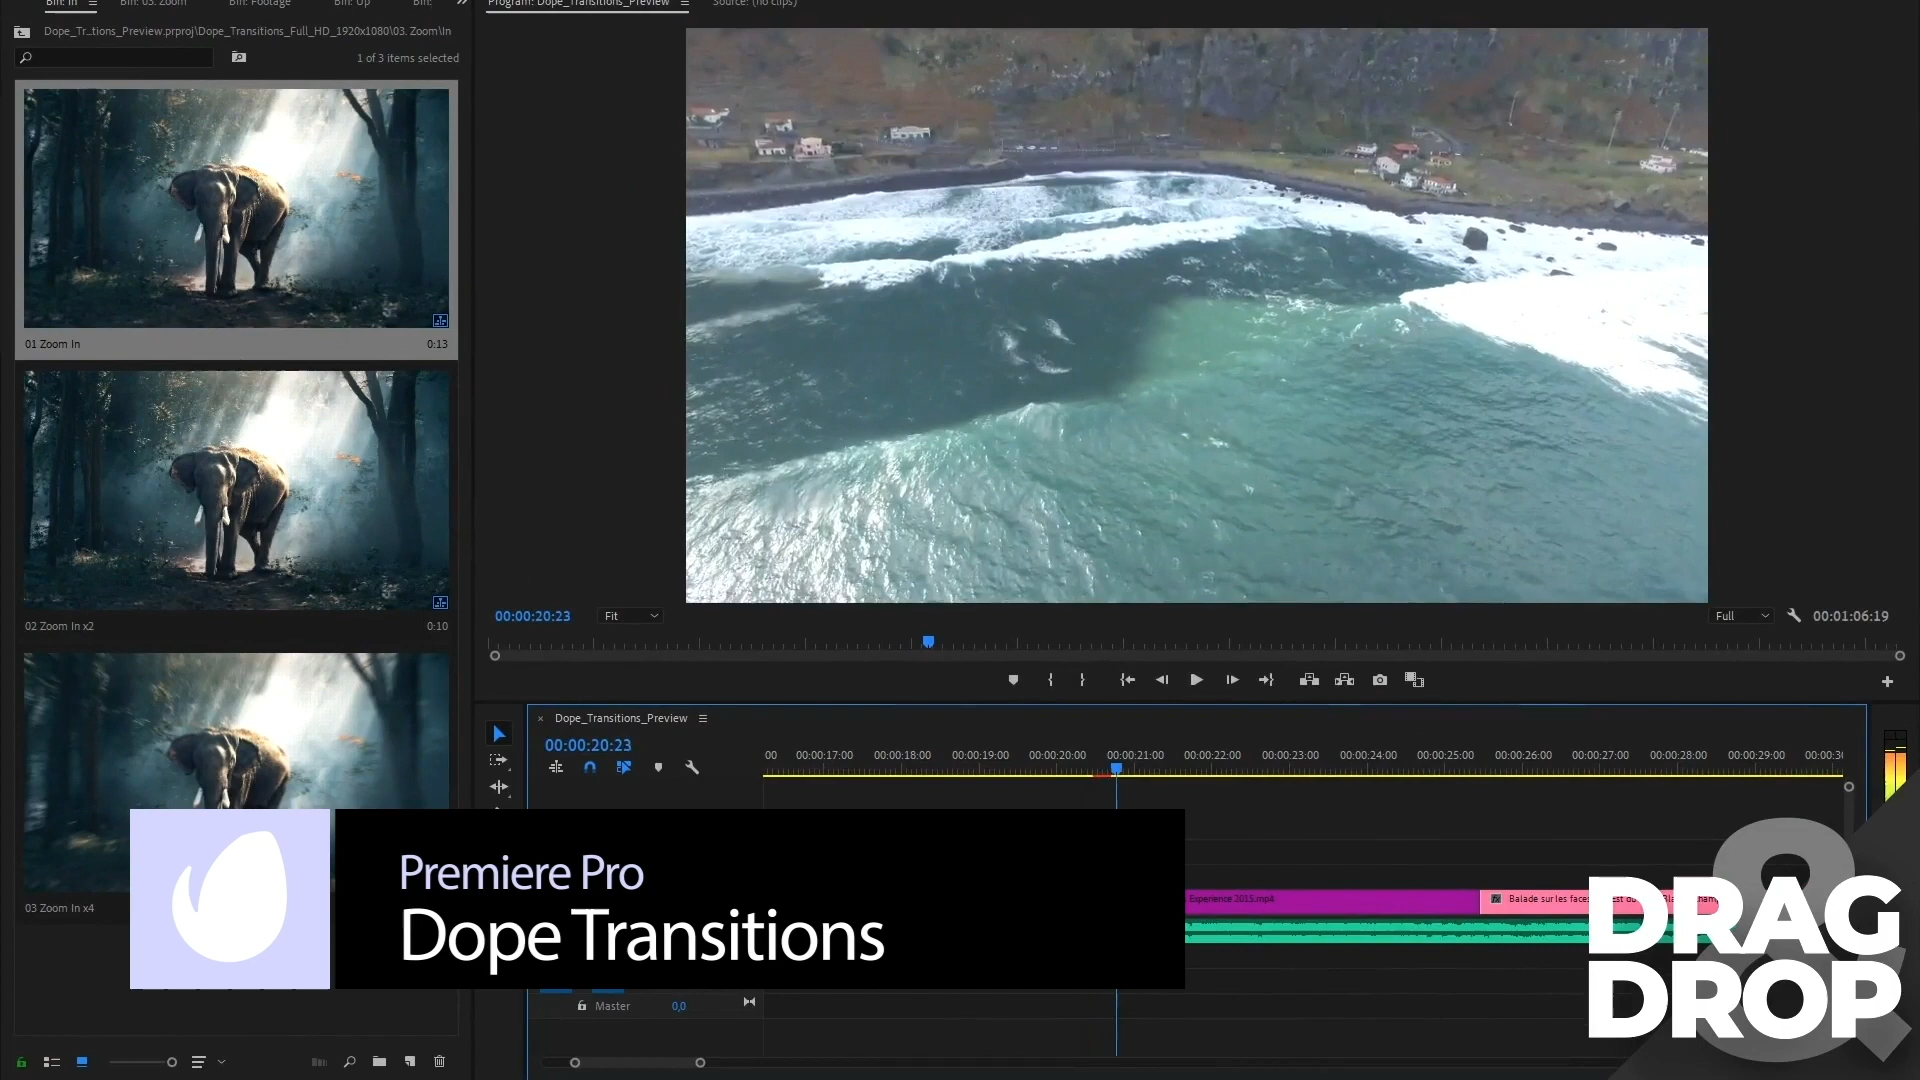 Bin: In
Bin: 03. Zoom
Bin: Footage
Bin: Up
Bin:
Program: Dope_Transitions_Preview
Source: (no clips)
Dope_Tr...tions_Preview.prproj\Dope_Transitions_Full_HD_1920x1080\03. Zoom\In
1 of 3 items selected
01 Zoom In
0:13
02 Zoom In x2
0:10
03 Zoom In x4
00:00:20:23
Fit
Full
00:01:06:19
Dope_Transitions_Preview
00:00:20:23
00
00:00:17:00
00:00:18:00
00:00:19:00
00:00:20:00
00:00:21:00
00:00:22:00
00:00:23:00
00:00:24:00
00:00:25:00
00:00:26:00
00:00:27:00
00:00:28:00
00:00:29:00
Premiere Pro
Dope Transitions
Experience 2015.mp4
fx Balade sur les faces
Est du
Master
0,0
DRAG
&
DROP